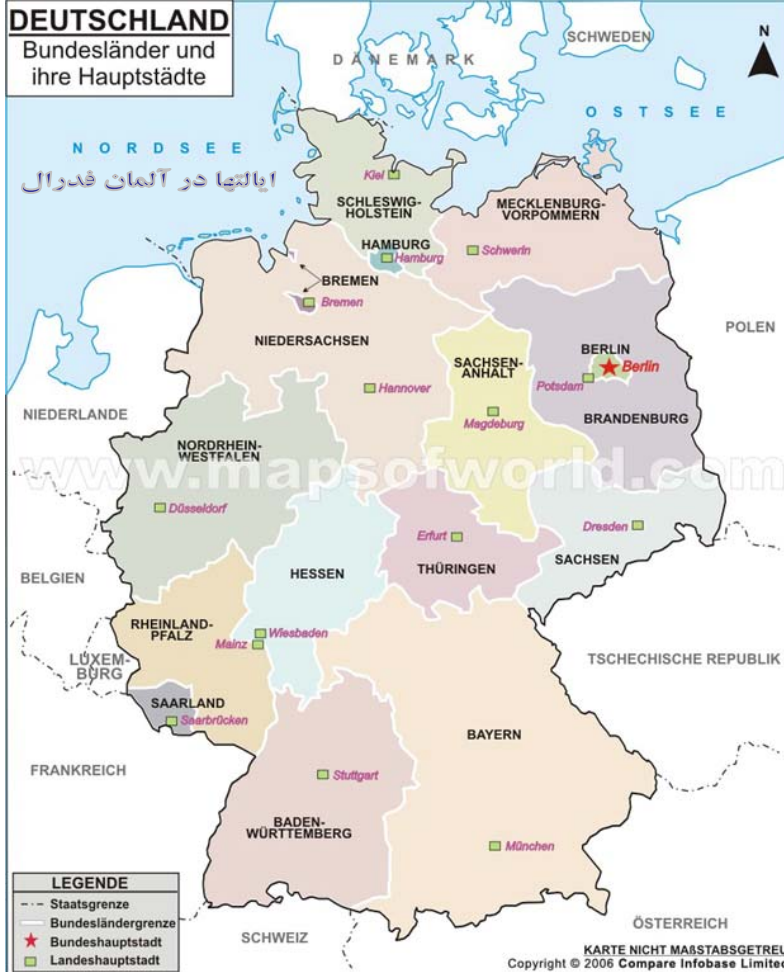 DEUTSCHLAND
Bundesländer und
ihre Hauptstädte
SCHWEDEN
N
DÄNEMARK
OSTSEE
NORDSEE
ایالتها در آلمان فدرال
Kiel
SCHLESWIG-
HOLSTEIN
MECKLENBURG-
VORPOMMERN
HAMBURG
Hamburg
Schwerin
BREMEN
Bremen
POLEN
NIEDERSACHSEN
BERLIN
Berlin
SACHSEN-
ANHALT
Potsdam
Hannover
NIEDERLANDE
Magdeburg
BRANDENBURG
NORDRHEIN-
WESTFALEN
www.mapsofworld.com
Düsseldorf
Dresden
Erfurt
SACHSEN
THÜRINGEN
HESSEN
BELGIEN
RHEINLAND-
PFALZ
Wiesbaden
Mainz
LUXEM-
BURG
TSCHECHISCHE REPUBLIK
SAARLAND
Saarbrücken
BAYERN
FRANKREICH
Stuttgart
BADEN-
WÜRTTEMBERG
München
LEGENDE
Staatsgrenze
Bundesländergrenze
Bundeshauptstadt
Landeshauptstadt
SCHWEIZ
ÖSTERREICH
KARTE NICHT MAßSTABSGETREU
Copyright © 2006 Compare Infobase Limited